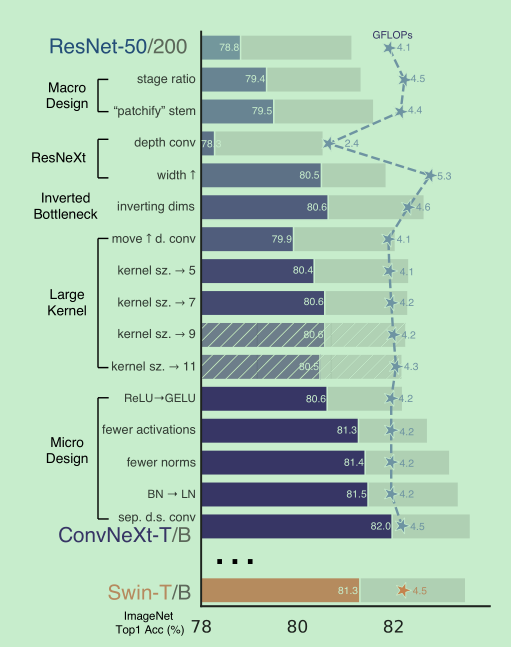 GFLOPs
ResNet-50/200 78.8 4.1
Macro Design
stage ratio 79.4 4.5
"patchify" stem 79.5 4.4
ResNeXt
depth conv 78.3 2.4
width ↑ 80.5 5.3
Inverted Bottleneck
inverting dims 80.6 4.6
Large Kernel
move ↑ d. conv 79.9 4.1
kernel sz. → 5 80.4 4.1
kernel sz. → 7 80.6 4.2
kernel sz. → 9 80.6 4.2
kernel sz. → 11 80.5 4.3
Micro Design
ReLU→GELU 80.6 4.2
fewer activations 81.3 4.2
fewer norms 81.4 4.2
BN → LN 81.5 4.2
sep. d.s. conv 82.0 4.5
ConvNeXt-T/B
...
Swin-T/B 81.3 4.5
ImageNet
Top1 Acc (%) 78 80 82